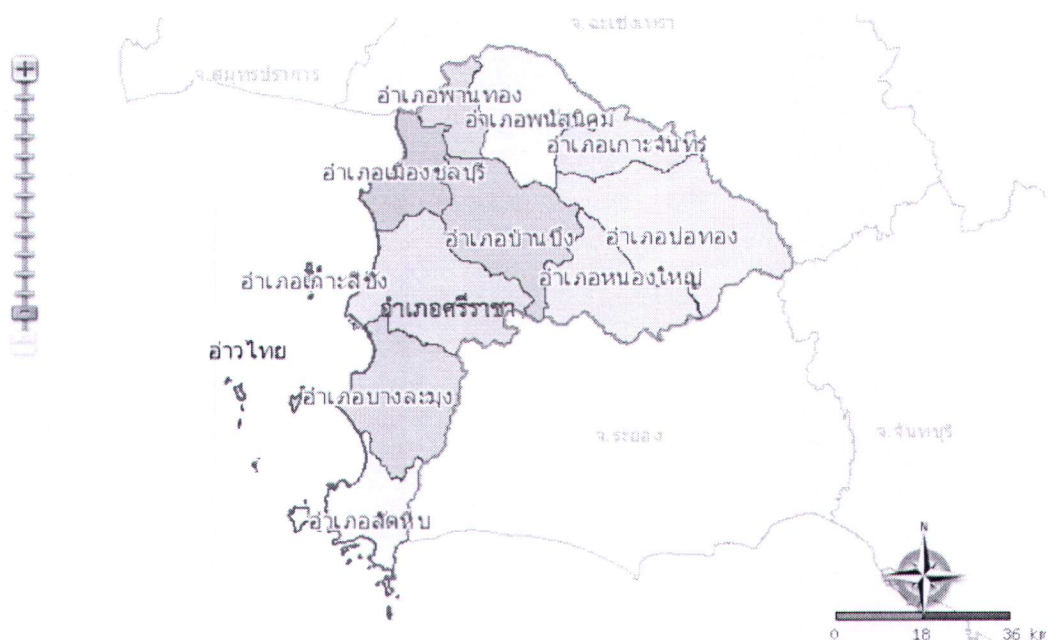 จ.ฉะเชิงเทรา
จ.สมุทรปราการ
อำเภอพานทอง
อำเภอพนัสนิคม
อำเภอเกาะจันทร์
อำเภอเมืองชลบุรี
อำเภอบ้านบึง
อำเภอบ่อทอง
อำเภอเกาะสีชัง
อำเภอหนองใหญ่
อำเภอศรีราชา
อ่าวไทย
อำเภอบางละมุง
จ.ระยอง
จ.จันทบุรี
อำเภอสัตหีบ
N
0 18 36 km